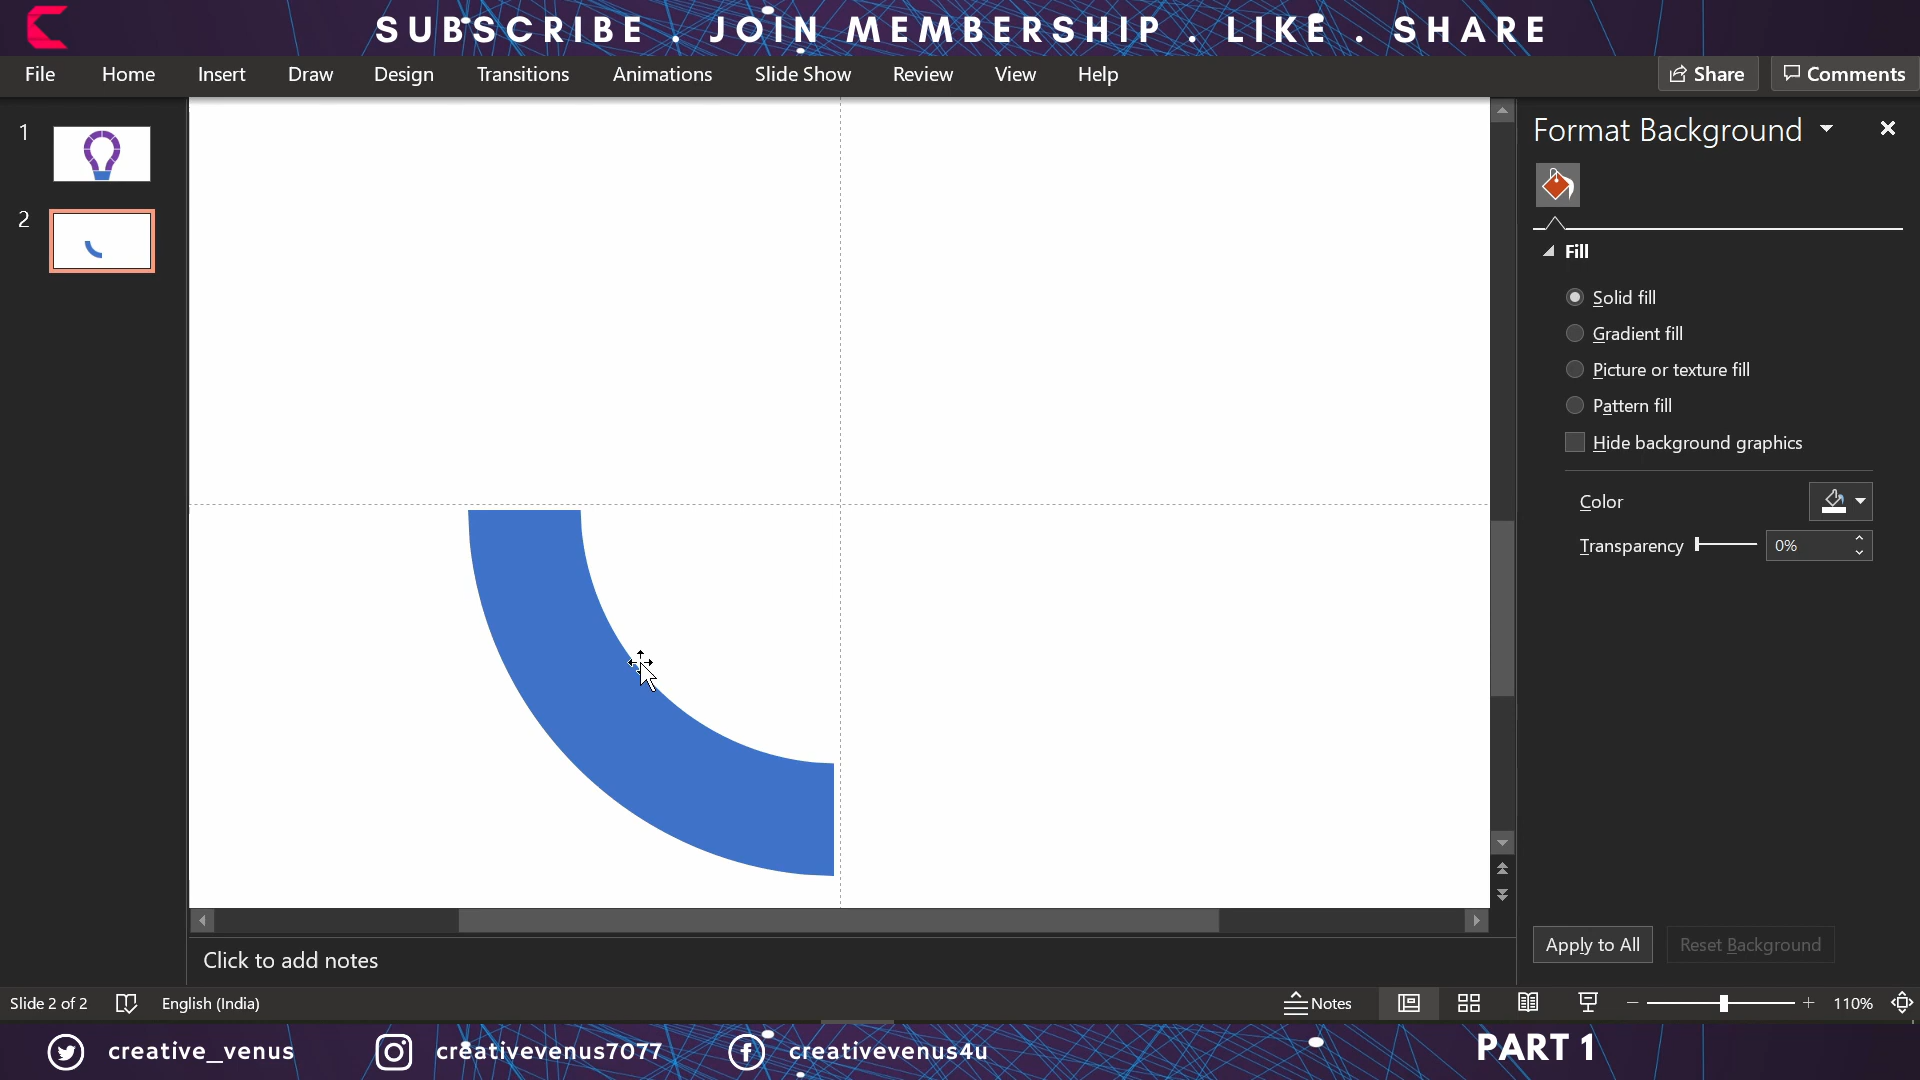 SUBSCRIBE . JOIN MEMBERSHIP . LIKE . SHARE
File Home Insert Draw Design Transitions Animations Slide Show Review View Help Share Comments
1
2
Format Background
Fill
Solid fill
Gradient fill
Picture or texture fill
Pattern fill
Hide background graphics
Color
Transparency 0%
Apply to All Reset Background
Click to add notes
Slide 2 of 2 English (India) Notes 110%
creative_venus creativevenus7077 creativevenus4u PART 1